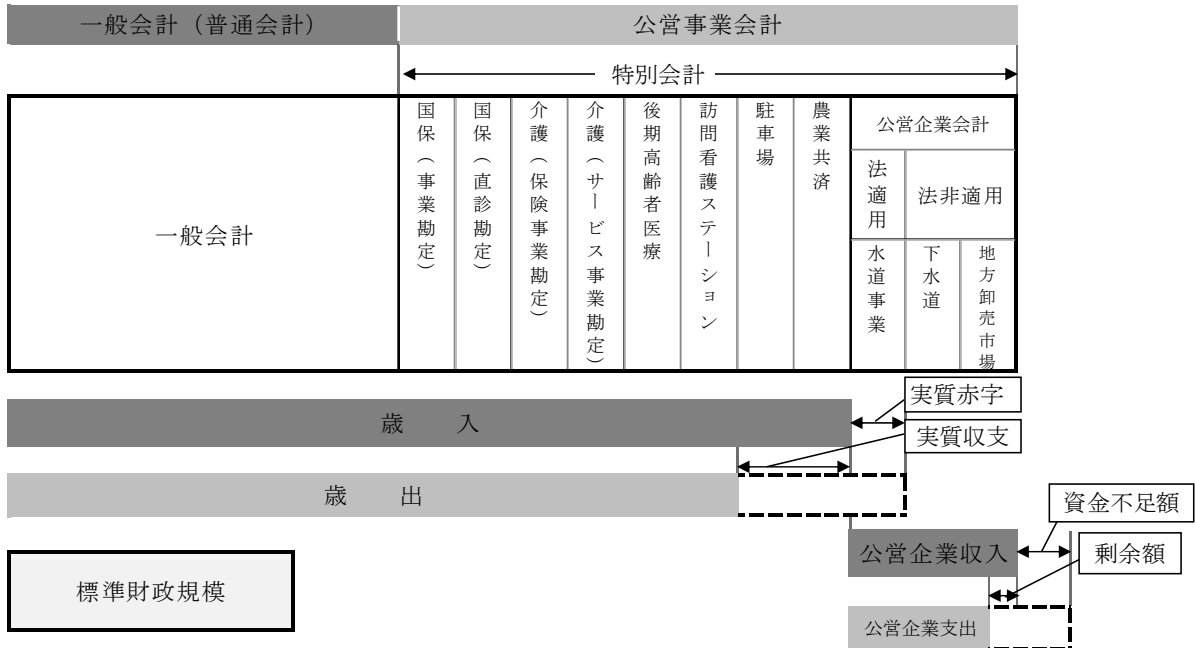 一般会計（普通会計）
公営事業会計
特別会計
一般会計
国保（事業勘定）
国保（直診勘定）
介護（保険事業勘定）
介護（サービス事業勘定）
後期高齢者医療
訪問看護ステーション
駐車場
農業共済
公営企業会計
法適用
法非適用
水道事業
下水道
地方卸売市場
実質赤字
歳　入
実質収支
歳　出
資金不足額
公営企業収入
剰余額
標準財政規模
公営企業支出